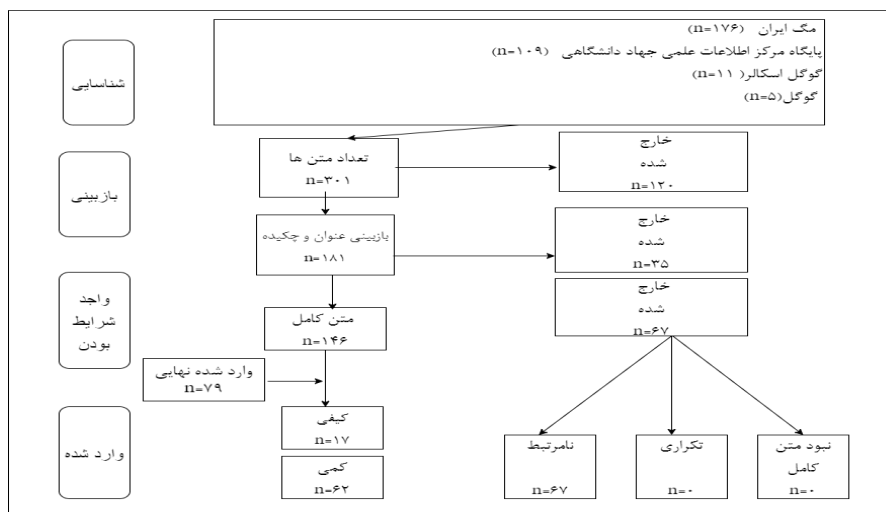 مگ ایران (n=۱۷۶)
پایگاه مرکز اطلاعات علمی جهاد دانشگاهی (n=۱۰۹)
گوگل اسکالر( n=۱۱)
گوگل(n=۵)
شناسایی
تعداد متن ها
n=۳۰۱
خارج
شده
n=۱۲۰
بازبینی
بازبینی عنوان و چکیده
n=۱۸۱
خارج
شده
n=۳۵
واجد
شرایط
بودن
متن کامل
n=۱۴۶
خارج
شده
n=۶۷
وارد شده نهایی
n=۷۹
وارد شده
کیفی
n=۱۷
کمی
n=۶۲
نامرتبط
n=۶۷
تکراری
n=۰
نبود متن
کامل
n=۰